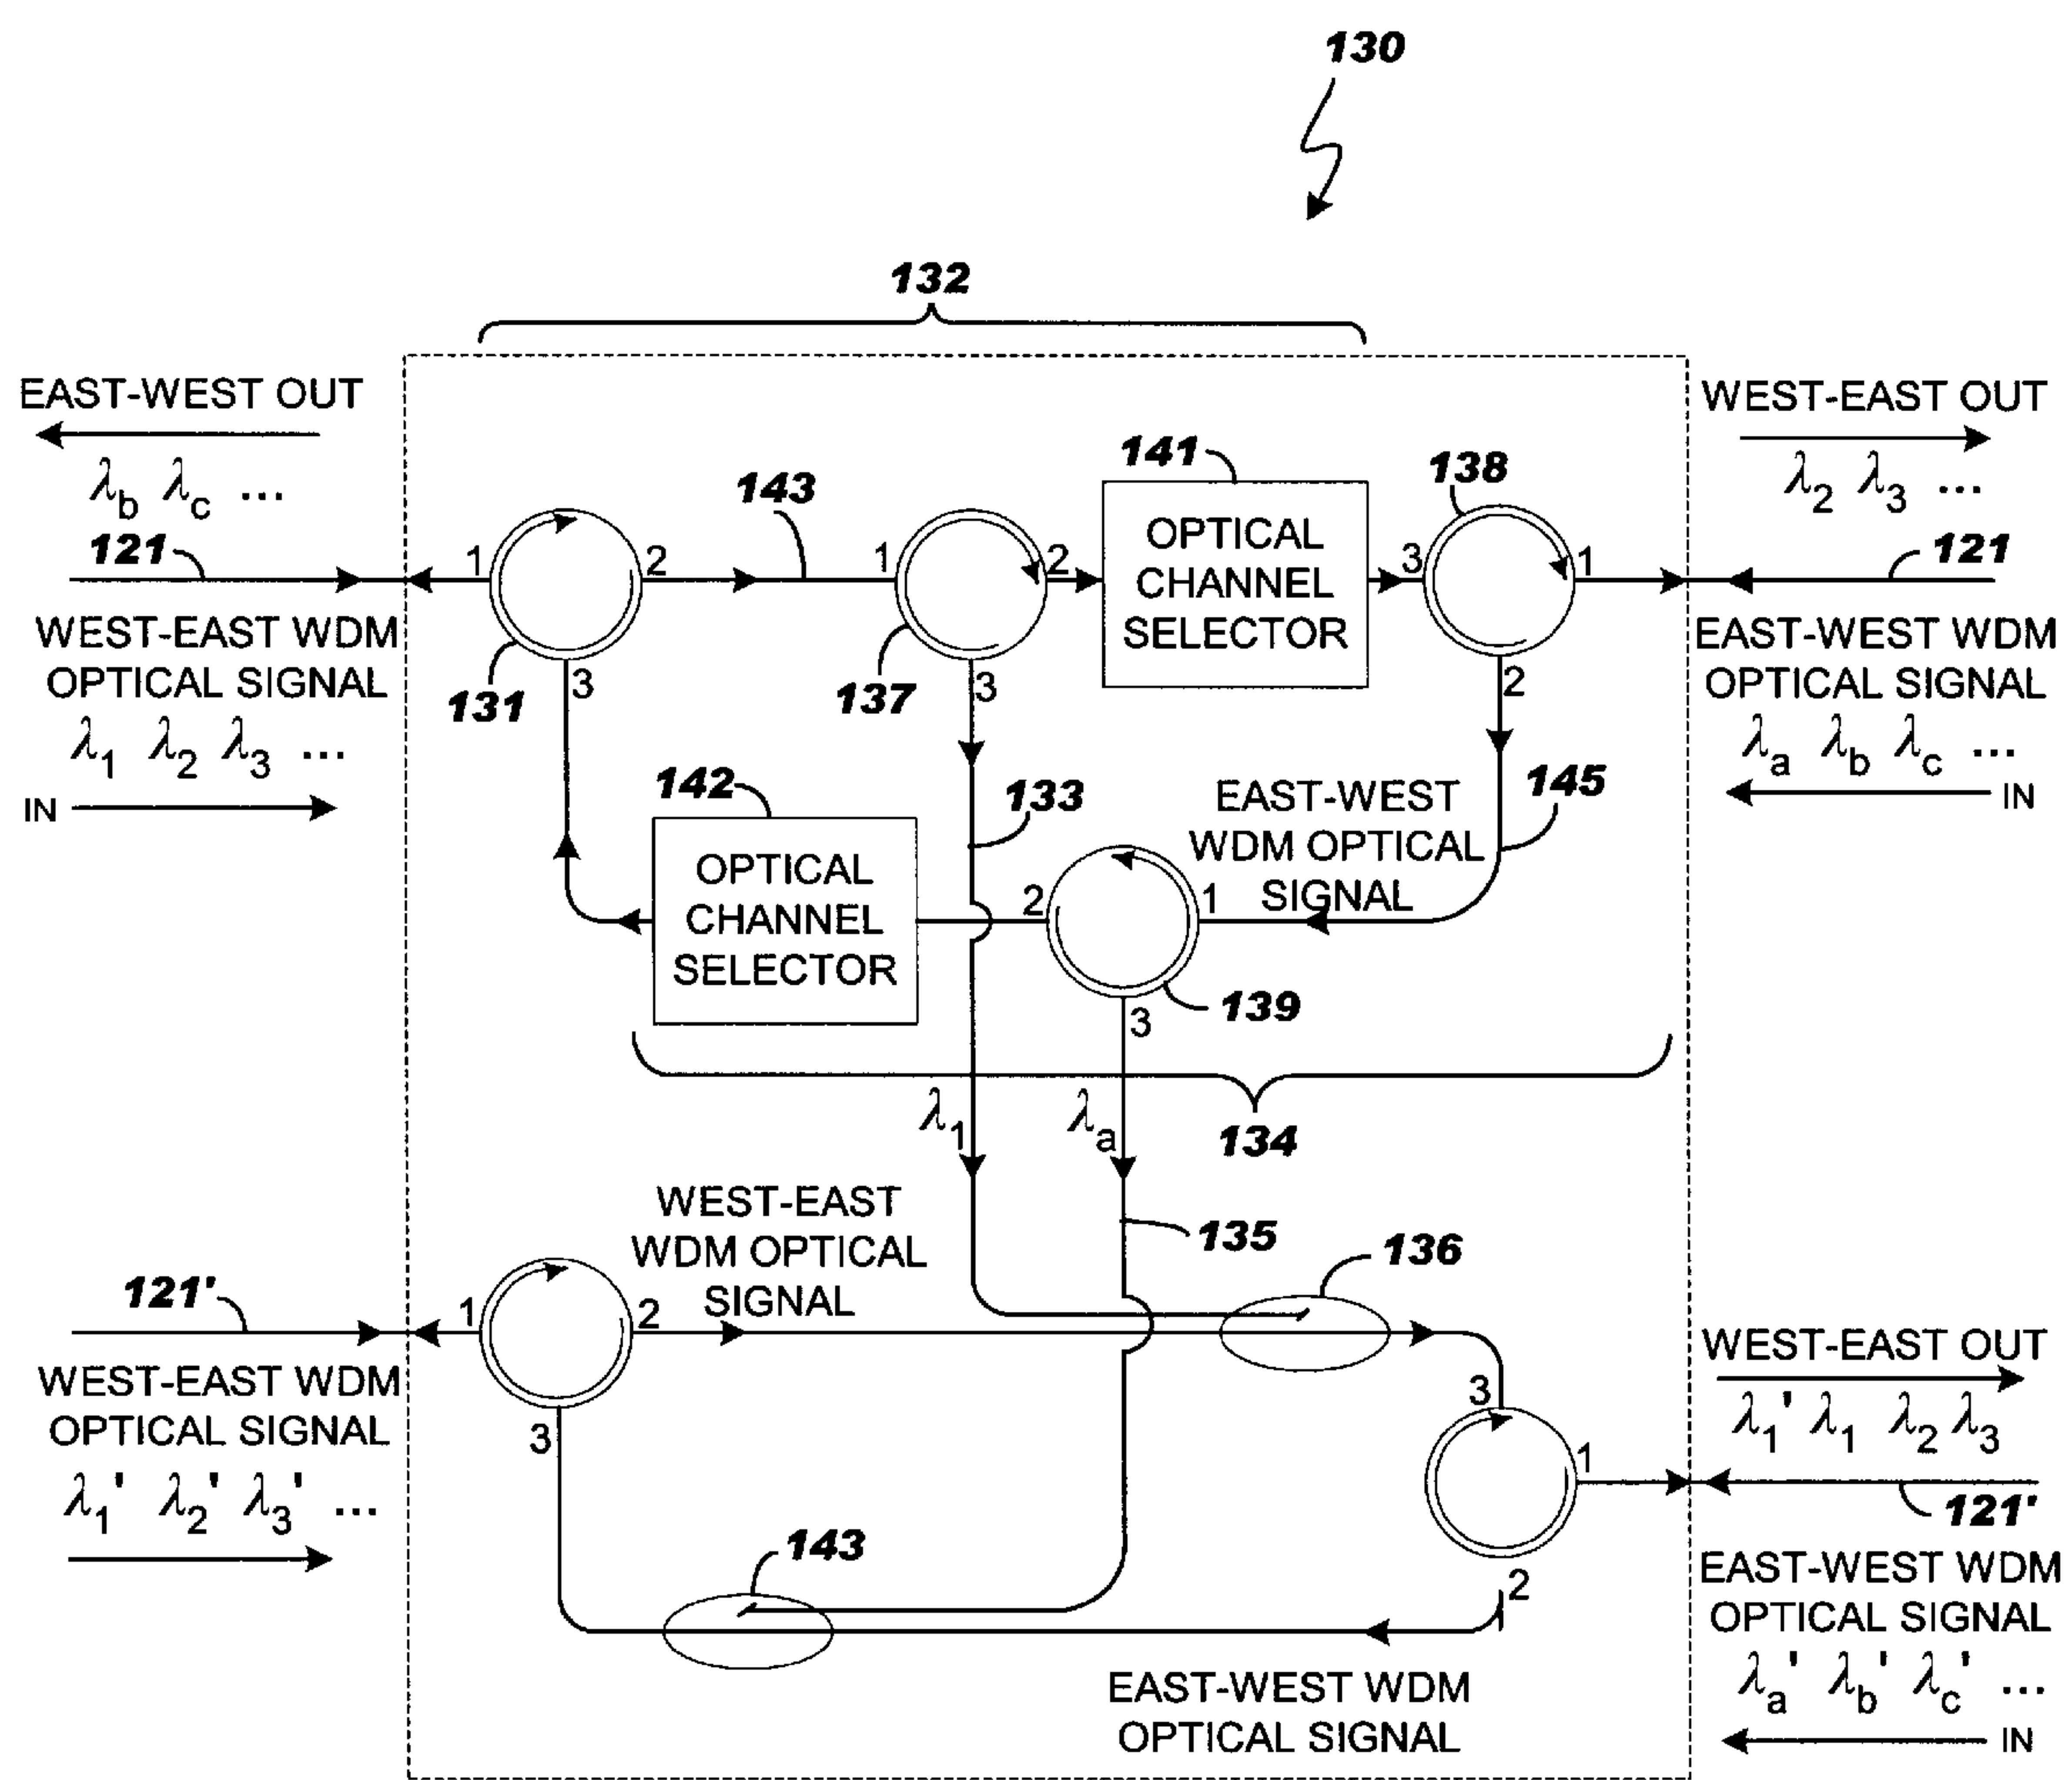 130
132
EAST-WEST OUT
λb λc ...
121
WEST-EAST WDM
OPTICAL SIGNAL
λ1 λ2 λ3 ...
IN
WEST-EAST OUT
λ2 λ3 ...
121
EAST-WEST WDM
OPTICAL SIGNAL
λa λb λc ...
IN
1
2
3
131
143
1
2
3
137
141
OPTICAL
CHANNEL
SELECTOR
138
3
1
2
142
OPTICAL
CHANNEL
SELECTOR
133
EAST-WEST
WDM OPTICAL
SIGNAL
145
2
1
3
139
134
λ1
λa
135
136
WEST-EAST
WDM OPTICAL
SIGNAL
121'
1
2
3
WEST-EAST WDM
OPTICAL SIGNAL
λ1' λ2' λ3' ...
143
3
1
2
WEST-EAST OUT
λ1' λ1 λ2 λ3
121'
EAST-WEST WDM
OPTICAL SIGNAL
λa' λb' λc' ...
IN
EAST-WEST WDM
OPTICAL SIGNAL